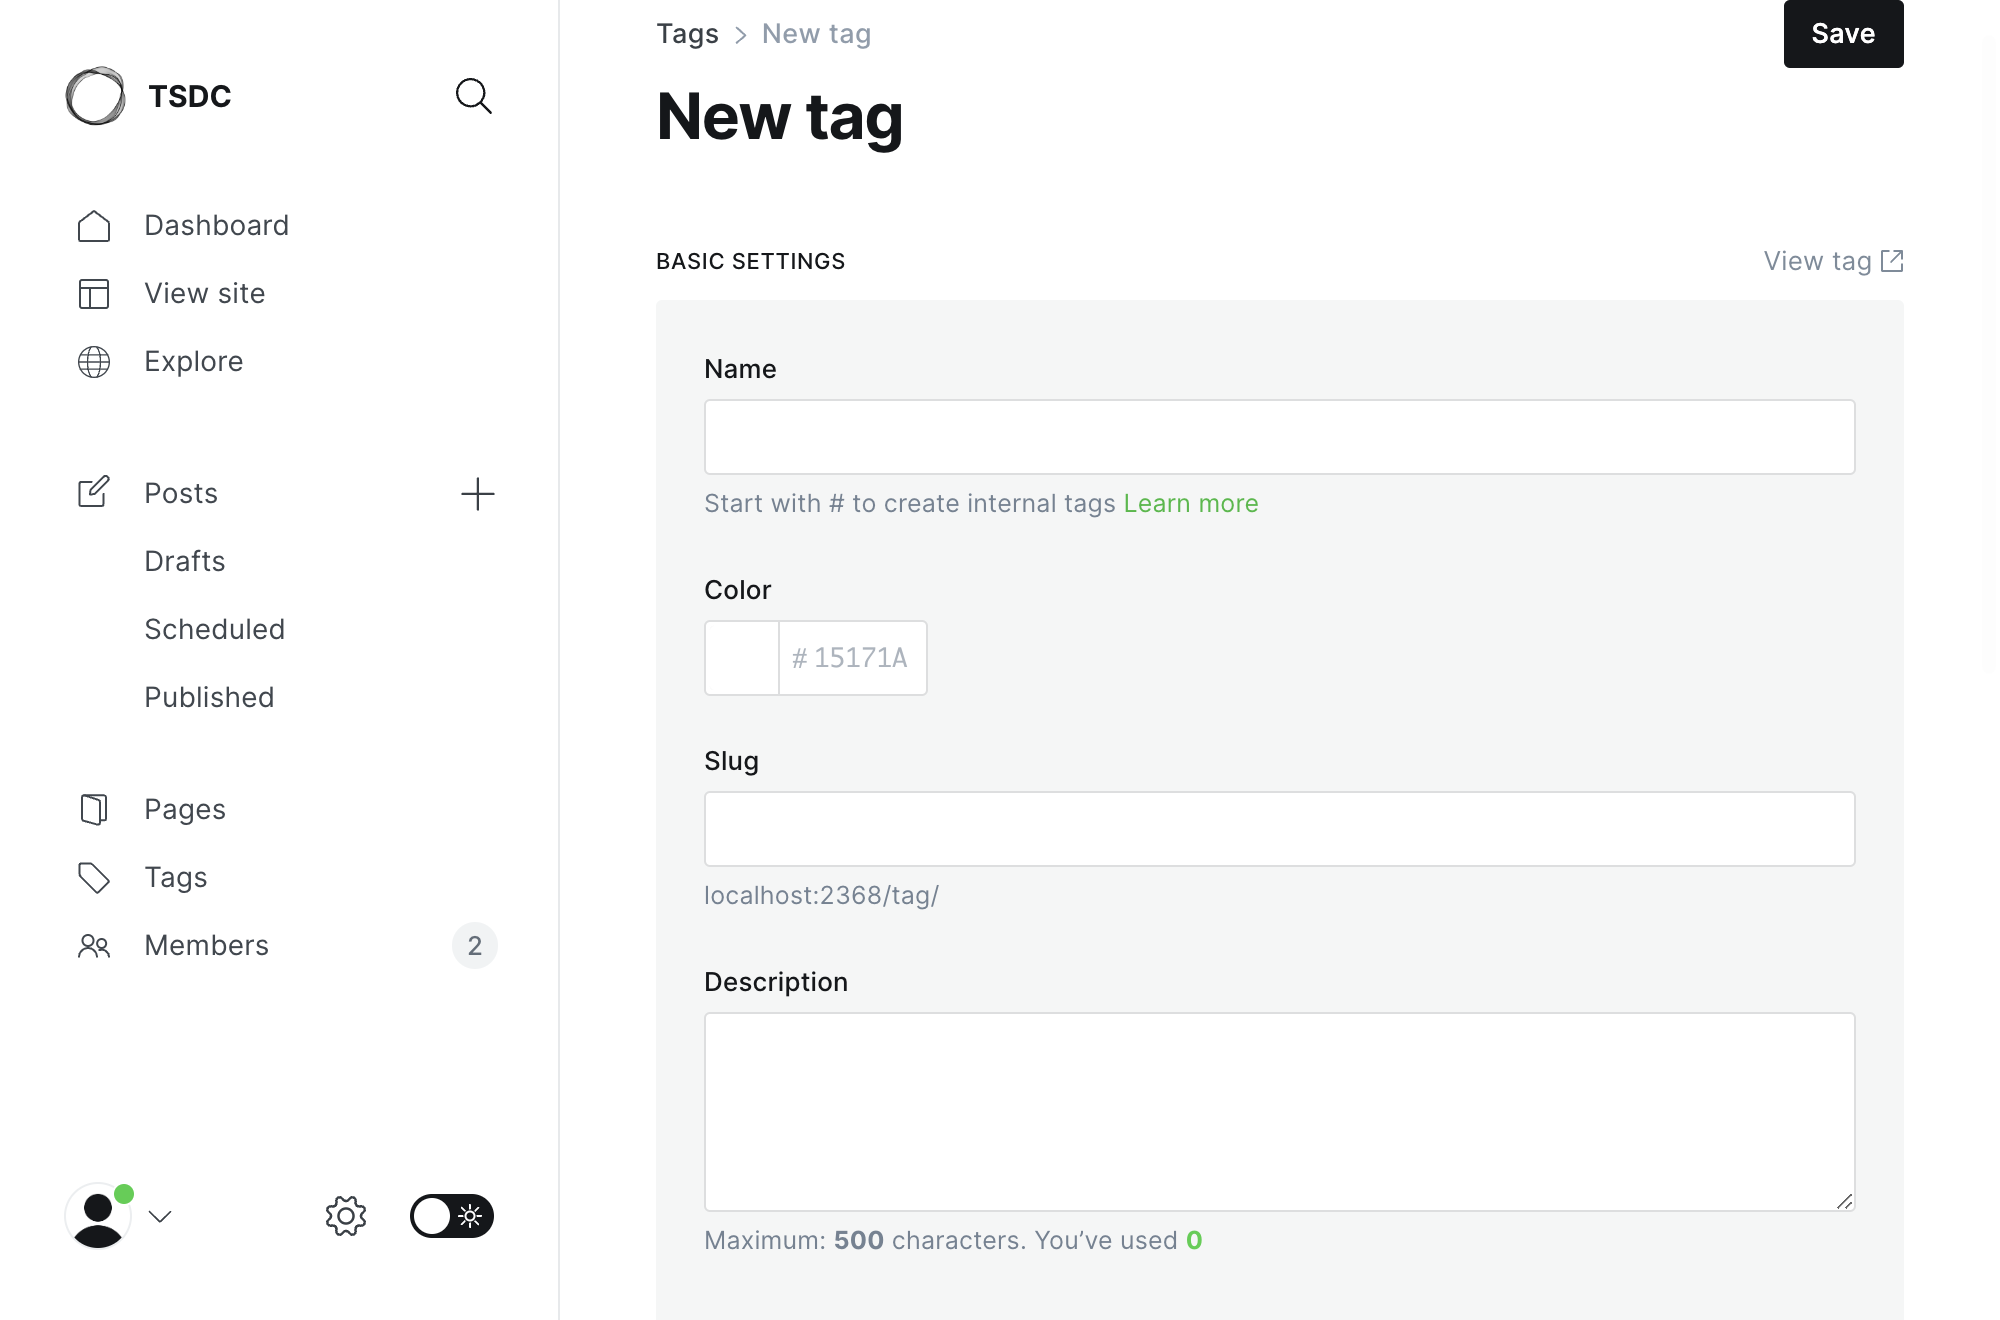 TSDC
Dashboard
View site
Explore
Posts
Drafts
Scheduled
Published
Pages
Tags
Members 2
Tags > New tag
Save
New tag
BASIC SETTINGS
View tag
Name
Start with # to create internal tags Learn more
Color
# 15171A
Slug
localhost:2368/tag/
Description
Maximum: 500 characters. You’ve used 0